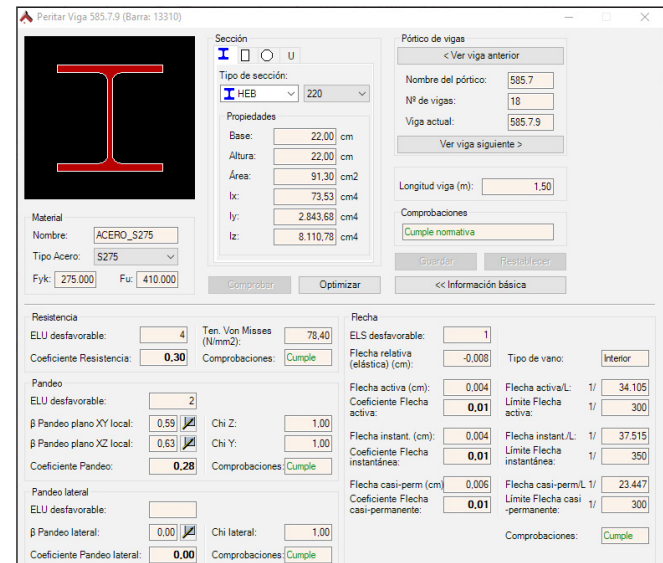 Peritar Viga 585.7.9 (Barra: 13310)
Sección
U
Tipo de sección:
HEB 220
Propiedades
Base: 22,00 cm
Altura: 22,00 cm
Área: 91,30 cm2
Ix: 73,53 cm4
Iy: 2.843,68 cm4
Iz: 8.110,78 cm4
Comprobar Optimizar
Pórtico de vigas
< Ver viga anterior
Nombre del pórtico: 585.7
Nº de vigas: 18
Viga actual: 585.7.9
Ver viga siguiente >
Longitud viga (m): 1,50
Comprobaciones
Cumple normativa
Guardar Restablecer
<< Información básica
Material
Nombre: ACERO_S275
Tipo Acero: S275
Fyk: 275.000 Fu: 410.000
Resistencia
ELU desfavorable: 4 Ten. Von Misses (N/mm2): 78,40
Coeficiente Resistencia: 0,30 Comprobaciones: Cumple
Pandeo
ELU desfavorable: 2
β Pandeo plano XY local: 0,59 Chi Z: 1,00
β Pandeo plano XZ local: 0,63 Chi Y: 1,00
Coeficiente Pandeo: 0,28 Comprobaciones: Cumple
Pandeo lateral
ELU desfavorable:
β Pandeo lateral: 0,00 Chi lateral: 1,00
Coeficiente Pandeo lateral: 0,00 Comprobaciones: Cumple
Flecha
ELS desfavorable: 1
Flecha relativa (elástica) (cm): -0,008 Tipo de vano: Interior
Flecha activa (cm): 0,004 Flecha activa/L: 1/ 34.105
Coeficiente Flecha activa: 0,01 Límite Flecha activa: 1/ 300
Flecha instant. (cm): 0,004 Flecha instant./L: 1/ 37.515
Coeficiente Flecha instantánea: 0,01 Límite Flecha instantánea: 1/ 350
Flecha casi-perm (cm) 0,006 Flecha casi-perm/L 1/ 23.447
Coeficiente Flecha casi-permanente: 0,01 Límite Flecha casi -permanente: 1/ 300
Comprobaciones: Cumple